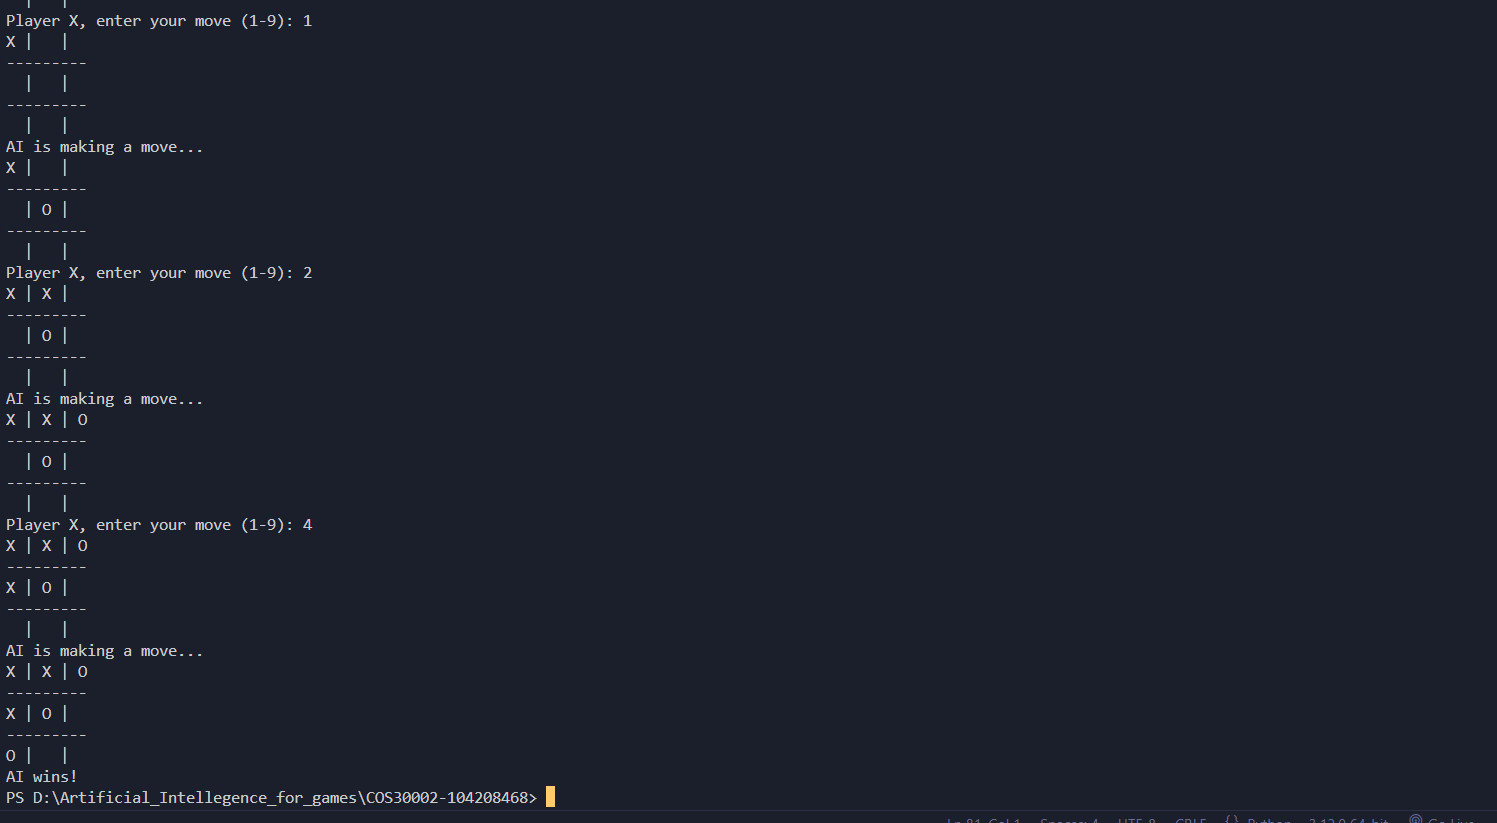 Player X, enter your move (1-9): 1
X |   |
---------
  |   |
---------
  |   |
AI is making a move...
X |   |
---------
  | O |
---------
  |   |
Player X, enter your move (1-9): 2
X | X |
---------
  | O |
---------
  |   |
AI is making a move...
X | X | O
---------
  | O |
---------
  |   |
Player X, enter your move (1-9): 4
X | X | O
---------
X | O |
---------
  |   |
AI is making a move...
X | X | O
---------
X | O |
---------
O |   |
AI wins!
PS D:\Artificial_Intellegence_for_games\COS30002-104208468>